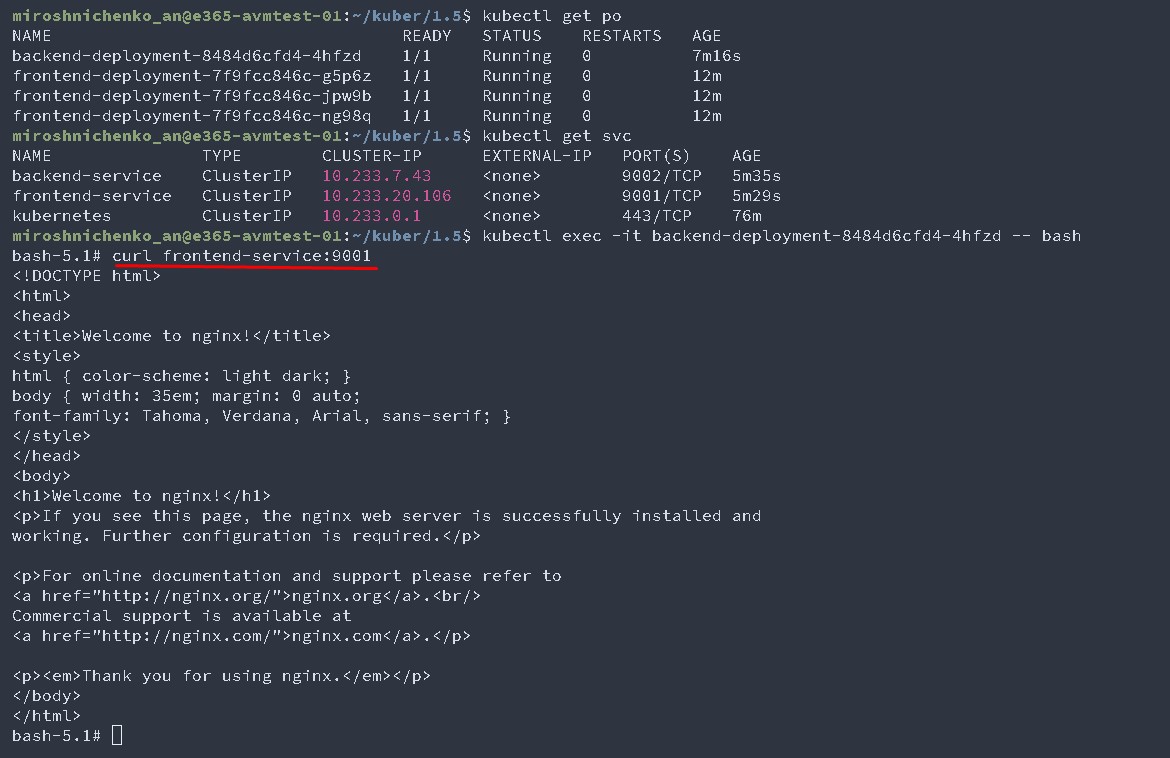 miroshnichenko_an@e365-avmtest-01:~/kuber/1.5$ kubectl get po
NAME                                   READY   STATUS    RESTARTS   AGE
backend-deployment-8484d6cfd4-4hfzd    1/1     Running   0          7m16s
frontend-deployment-7f9fcc846c-g5p6z   1/1     Running   0          12m
frontend-deployment-7f9fcc846c-jpw9b   1/1     Running   0          12m
frontend-deployment-7f9fcc846c-ng98q   1/1     Running   0          12m
miroshnichenko_an@e365-avmtest-01:~/kuber/1.5$ kubectl get svc
NAME               TYPE        CLUSTER-IP      EXTERNAL-IP   PORT(S)    AGE
backend-service    ClusterIP   10.233.7.43     <none>        9002/TCP   5m35s
frontend-service   ClusterIP   10.233.20.106   <none>        9001/TCP   5m29s
kubernetes         ClusterIP   10.233.0.1      <none>        443/TCP    76m
miroshnichenko_an@e365-avmtest-01:~/kuber/1.5$ kubectl exec -it backend-deployment-8484d6cfd4-4hfzd -- bash
bash-5.1# curl frontend-service:9001
<!DOCTYPE html>
<html>
<head>
<title>Welcome to nginx!</title>
<style>
html { color-scheme: light dark; }
body { width: 35em; margin: 0 auto;
font-family: Tahoma, Verdana, Arial, sans-serif; }
</style>
</head>
<body>
<h1>Welcome to nginx!</h1>
<p>If you see this page, the nginx web server is successfully installed and
working. Further configuration is required.</p>

<p>For online documentation and support please refer to
<a href="http://nginx.org/">nginx.org</a>.<br/>
Commercial support is available at
<a href="http://nginx.com/">nginx.com</a>.</p>

<p><em>Thank you for using nginx.</em></p>
</body>
</html>
bash-5.1#